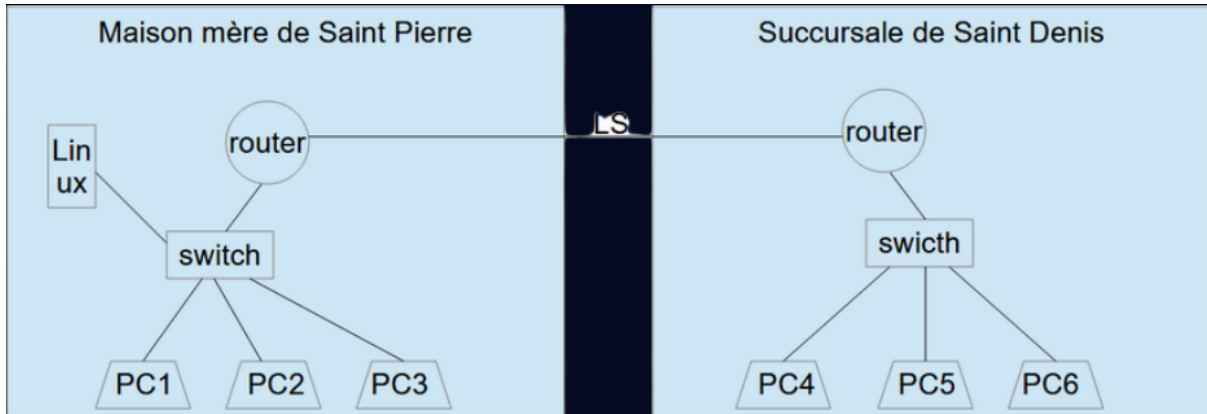 Maison mère de Saint Pierre
Succursale de Saint Denis
LS
router
router
Lin
ux
switch
swicth
PC1
PC2
PC3
PC4
PC5
PC6